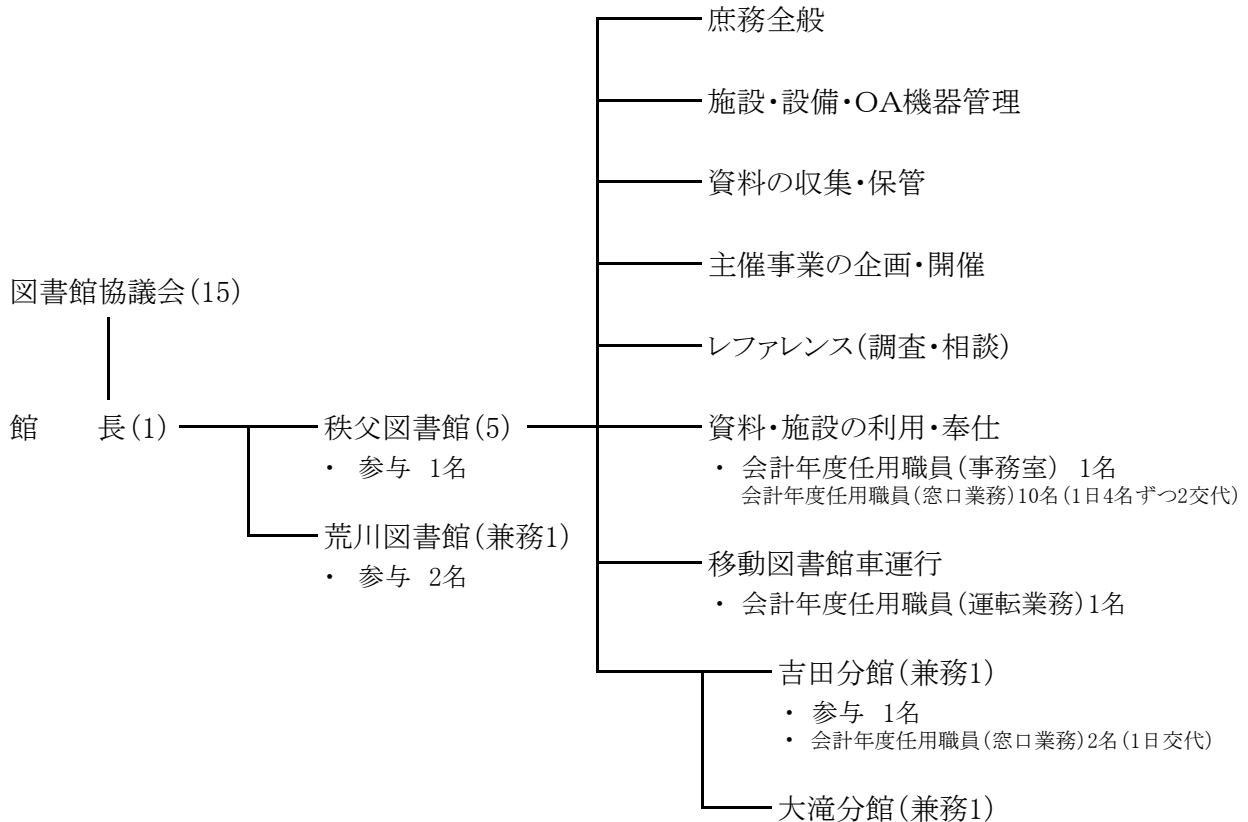 庶務全般
施設・設備・OA機器管理
資料の収集・保管
主催事業の企画・開催
図書館協議会(15)
レファレンス(調査・相談)
館　　長(1)
秩父図書館(5)
・ 参与 1名
荒川図書館(兼務1)
・ 参与 2名
資料・施設の利用・奉仕
・ 会計年度任用職員(事務室) 1名
会計年度任用職員(窓口業務)10名(1日4名ずつ2交代)
移動図書館車運行
・ 会計年度任用職員(運転業務)1名
吉田分館(兼務1)
・ 参与 1名
・ 会計年度任用職員(窓口業務)2名(1日交代)
大滝分館(兼務1)